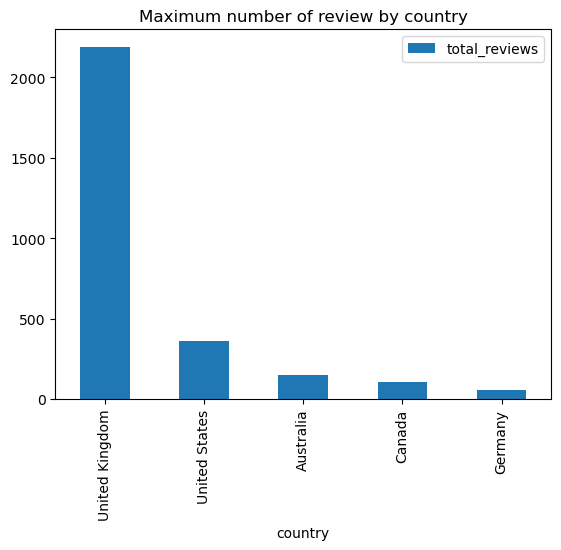 Maximum number of review by country
total_reviews
2000
1500
1000
500
0
United Kingdom
United States
Australia
Canada
Germany
country